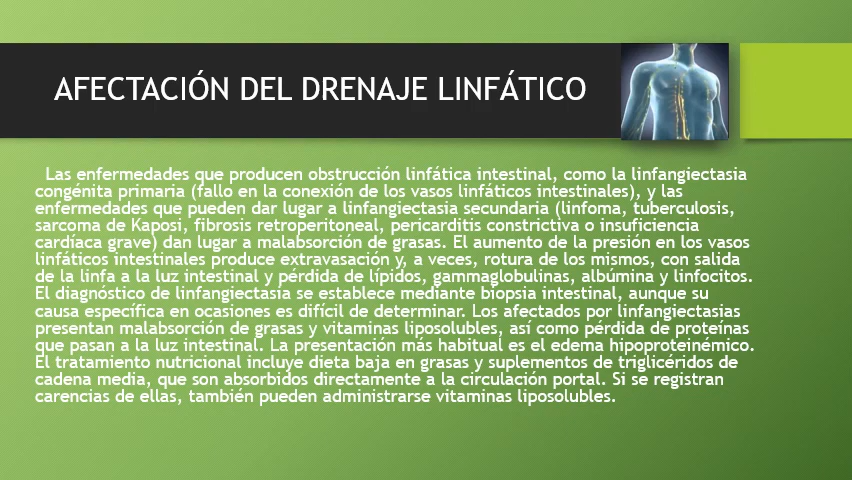 AFECTACIÓN DEL DRENAJE LINFÁTICO
Las enfermedades que producen obstrucción linfática intestinal, como la linfangiectasia
congénita primaria (fallo en la conexión de los vasos linfáticos intestinales), y las
enfermedades que pueden dar lugar a linfangiectasia secundaria (linfoma, tuberculosis,
sarcoma de Kaposi, fibrosis retroperitoneal, pericarditis constrictiva o insuficiencia
cardíaca grave) dan lugar a malabsorción de grasas. El aumento de la presión en los vasos
linfáticos intestinales produce extravasación y, a veces, rotura de los mismos, con salida
de la linfa a la luz intestinal y pérdida de lípidos, gammaglobulinas, albúmina y linfocitos.
El diagnóstico de linfangiectasia se establece mediante biopsia intestinal, aunque su
causa específica en ocasiones es difícil de determinar. Los afectados por linfangiectasias
presentan malabsorción de grasas y vitaminas liposolubles, así como pérdida de proteínas
que pasan a la luz intestinal. La presentación más habitual es el edema hipoproteinémico.
El tratamiento nutricional incluye dieta baja en grasas y suplementos de triglicéridos de
cadena media, que son absorbidos directamente a la circulación portal. Si se registran
carencias de ellas, también pueden administrarse vitaminas liposolubles.